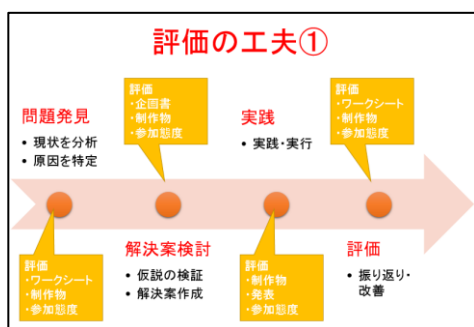 評価の工夫①
問題発見
• 現状を分析
• 原因を特定
評価
・企画書
・制作物
・参加態度
実践
• 実践・実行
評価
・ワークシート
・制作物
・参加態度
評価
・ワークシート
・制作物
・参加態度
解決案検討
• 仮説の検証
• 解決案作成
評価
・制作物
・発表
・参加態度
評価
• 振り返り・
改善